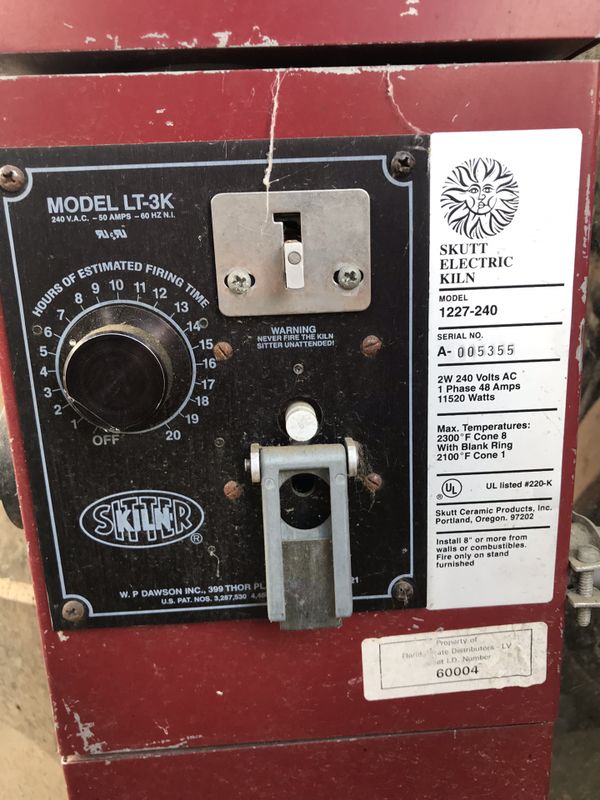 MODEL LT-3K
240 V.A.C. - 50 AMPS - 60 HZ N.I.
HOURS OF ESTIMATED FIRING TIME
1 2 3 4 5 6 7 8 9 10 11 12 13 14 15 16 17 18 19 20
OFF
WARNING
NEVER FIRE THE KILN
SITTER UNATTENDED!
SITTER
KILN
®
W. P DAWSON INC., 399 THOR PL 21
U.S. PAT. NOS. 3,287,530
SKUTT
ELECTRIC
KILN
MODEL
1227-240
SERIAL NO.
A- 005355
2W 240 Volts AC
1 Phase 48 Amps
11520 Watts
Max. Temperatures:
2300°F Cone 8
With Blank Ring
2100°F Cone 1
UL ® UL listed #220-K
Skutt Ceramic Products, Inc.
Portland, Oregon. 97202
Install 8" or more from
walls or combustibles.
Fire only on stand
furnished
Property of
Distributors - LV
I.D. Number
60004